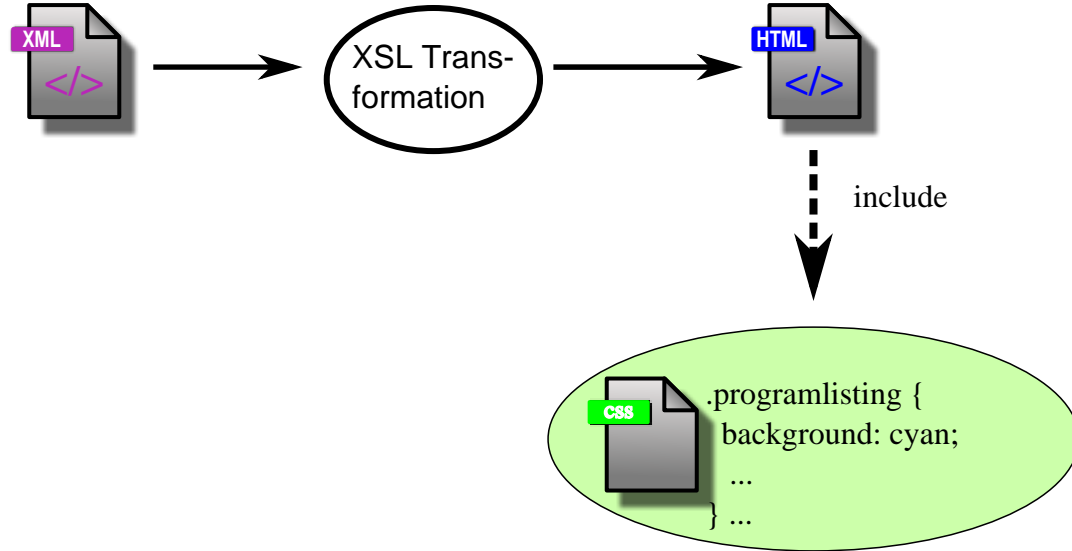 XML
</>
XSL Trans-
formation
HTML
</>
include
CSS
.programlisting {
background: cyan;
...
} ...